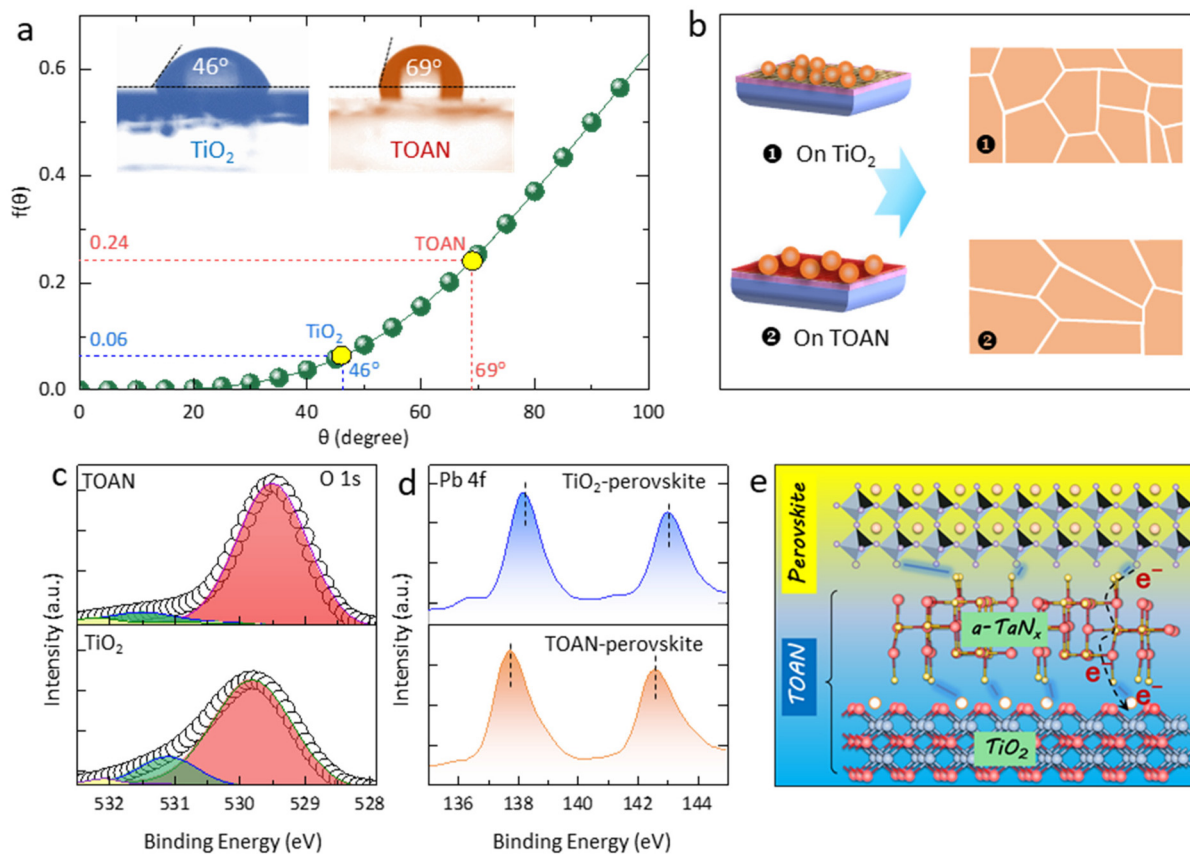 a
46°
69°
TiO₂
TOAN
f(θ)
0.6
0.4
0.2
0.0
0.24
0.06
TOAN
TiO₂
46°
69°
0 20 40 60 80 100
θ (degree)
b
❶ On TiO₂
❶
❷ On TOAN
❷
c
TOAN
O 1s
TiO₂
Intensity (a.u.)
532 531 530 529 528
Binding Energy (eV)
d
Pb 4f
TiO₂-perovskite
TOAN-perovskite
Intensity (a.u.)
136 138 140 142 144
Binding Energy (eV)
e
Perovskite
TOAN
a-TaNₓ
e⁻
e⁻
e⁻
TiO₂